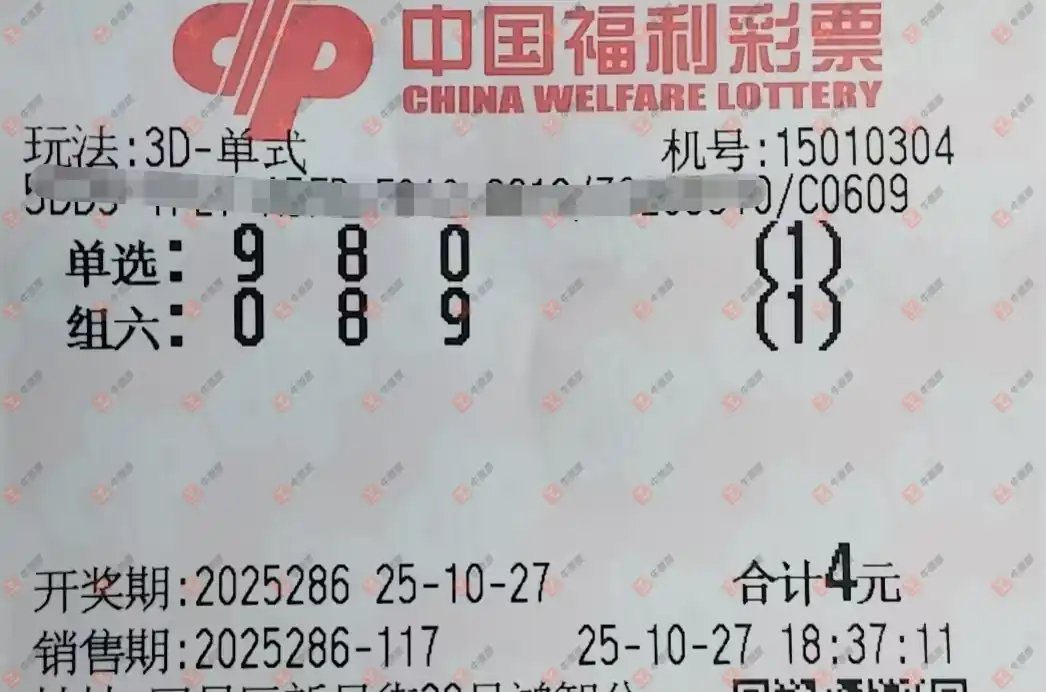 中国福利彩票
CHINA WELFARE LOTTERY
玩法:3D-单式 机号:15010304
0/C0609
单选: 9 8 0 (1)
组六: 0 8 9 (1)
开奖期:2025286 25-10-27 合计4元
销售期:2025286-117 25-10-27 18:37:11